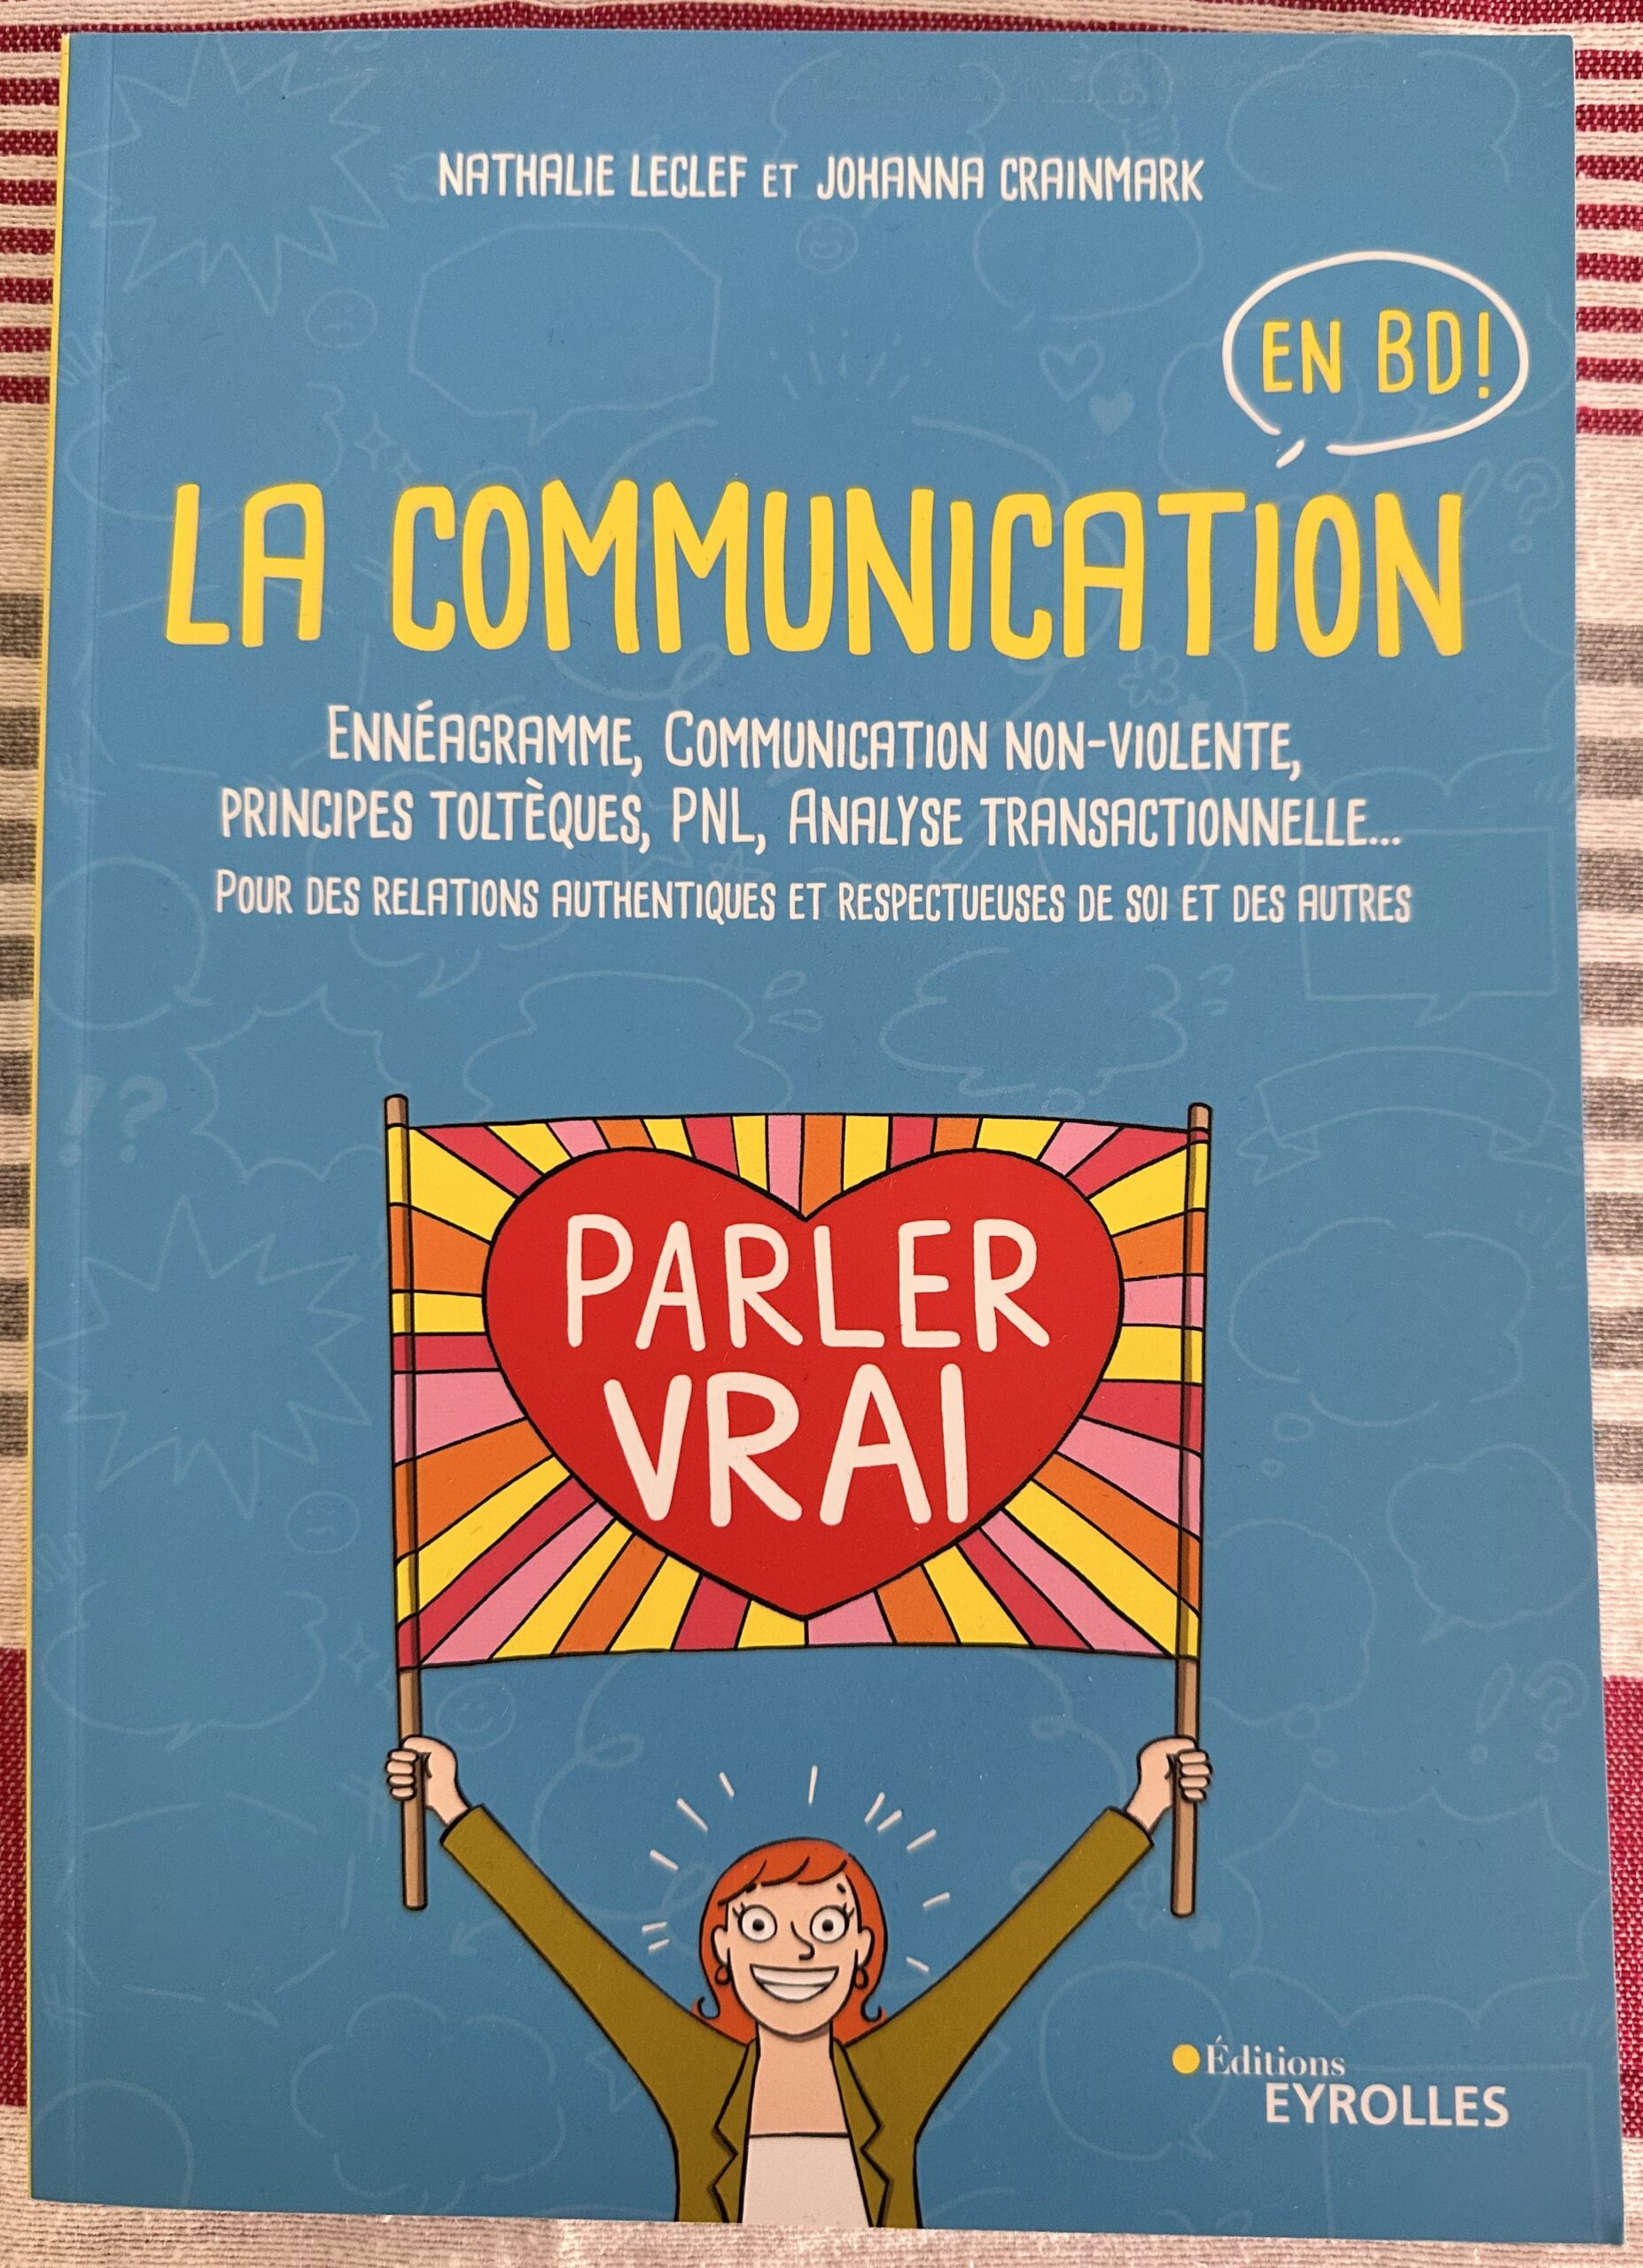 NATHALIE LECLEF ET JOHANNA CRAINMARK
EN BD!
LA COMMUNICATION
ENNÉAGRAMME, COMMUNICATION NON-VIOLENTE,
PRINCIPES TOLTÈQUES, PNL, ANALYSE TRANSACTIONNELLE...
POUR DES RELATIONS AUTHENTIQUES ET RESPECTUEUSES DE SOI ET DES AUTRES
PARLER
VRAI
Éditions
EYROLLES